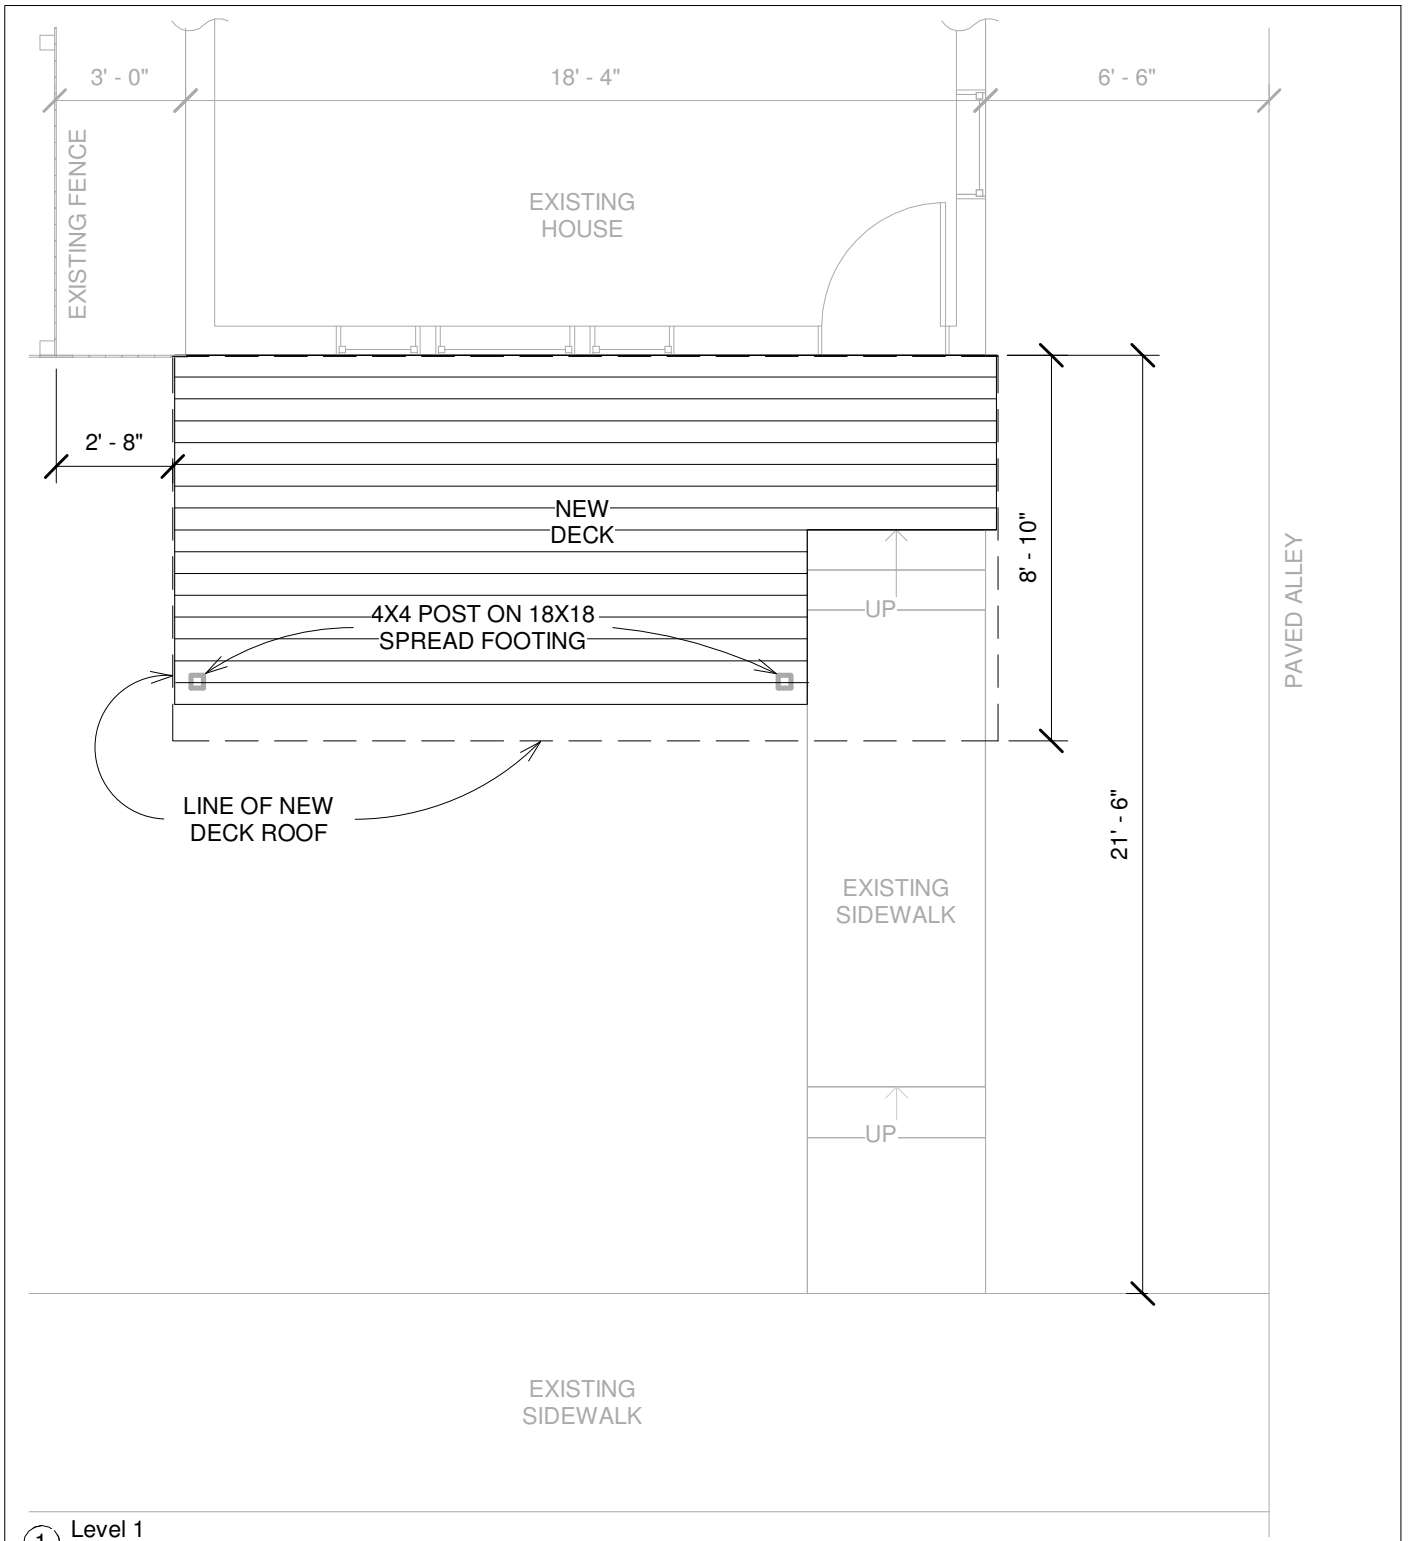 3' - 0"
18' - 4"
6' - 6"
EXISTING FENCE
EXISTING
HOUSE
2' - 8"
NEW
DECK
8' - 10"
UP
4X4 POST ON 18X18
SPREAD FOOTING
PAVED ALLEY
LINE OF NEW
DECK ROOF
21' - 6"
EXISTING
SIDEWALK
UP
EXISTING
SIDEWALK
1
Level 1